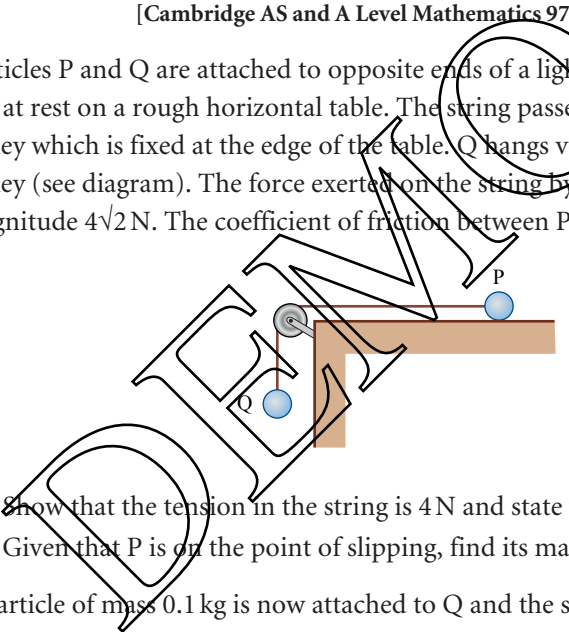 [Cambridge AS and A Level Mathematics 97
ticles P and Q are attached to opposite ends of a ligh
at rest on a rough horizontal table. The string passe
ey which is fixed at the edge of the table. Q hangs v
ey (see diagram). The force exerted on the string by
gnitude 4√2 N. The coefficient of friction between P
P
Q
Show that the tension in the string is 4 N and state
Given that P is on the point of slipping, find its ma
article of mass 0.1 kg is now attached to Q and the s
DEMO